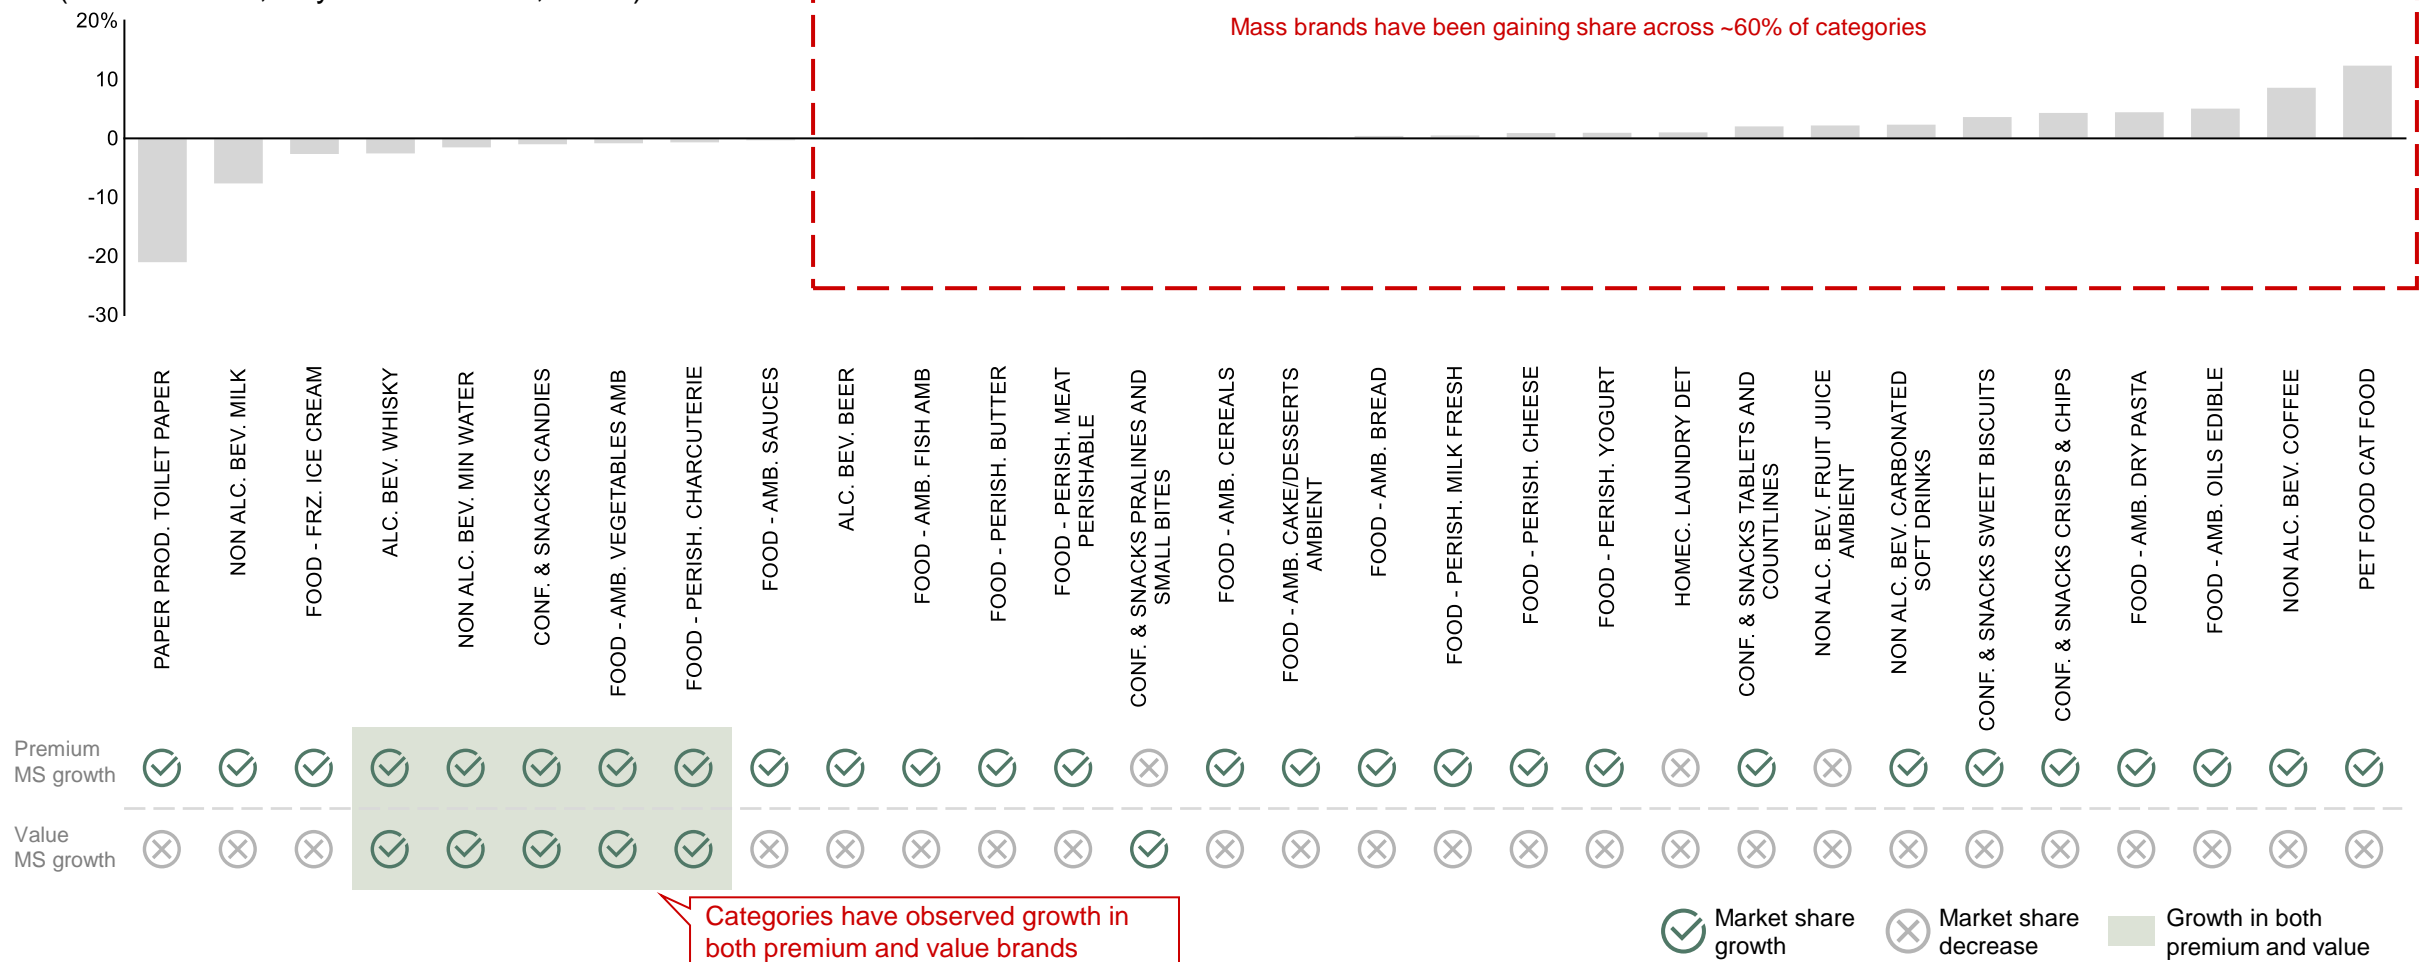 20%
Mass brands have been gaining share across ~60% of categories
10
0
-10
-20
-30
PAPER PROD. TOILET PAPER
NON ALC. BEV. MILK
FOOD - FRZ. ICE CREAM
ALC. BEV. WHISKY
NON ALC. BEV. MIN WATER
CONF. & SNACKS CANDIES
FOOD - AMB. VEGETABLES AMB
FOOD - PERISH. CHARCUTERIE
FOOD - AMB. SAUCES
ALC. BEV. BEER
FOOD - AMB. FISH AMB
FOOD - PERISH. BUTTER
FOOD - PERISH. MEAT
PERISHABLE
CONF. & SNACKS PRALINES AND
SMALL BITES
FOOD - AMB. CEREALS
FOOD - AMB. CAKE/DESSERTS
AMBIENT
FOOD - AMB. BREAD
FOOD - PERISH. MILK FRESH
FOOD - PERISH. CHEESE
FOOD - PERISH. YOGURT
HOMEC. LAUNDRY DET
CONF. & SNACKS TABLETS AND
COUNTLINES
NON ALC. BEV. FRUIT JUICE
AMBIENT
NON ALC. BEV. CARBONATED
SOFT DRINKS
CONF. & SNACKS SWEET BISCUITS
CONF. & SNACKS CRISPS & CHIPS
FOOD - AMB. DRY PASTA
FOOD - AMB. OILS EDIBLE
NON ALC. BEV. COFFEE
PET FOOD CAT FOOD
Premium
MS growth
Value
MS growth
Categories have observed growth in
both premium and value brands
Market share
growth
Market share
decrease
Growth in both
premium and value